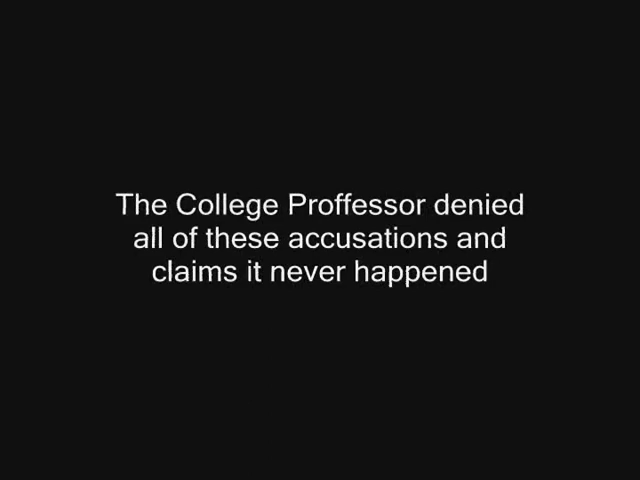 The College Proffessor denied
all of these accusations and
claims it never happened